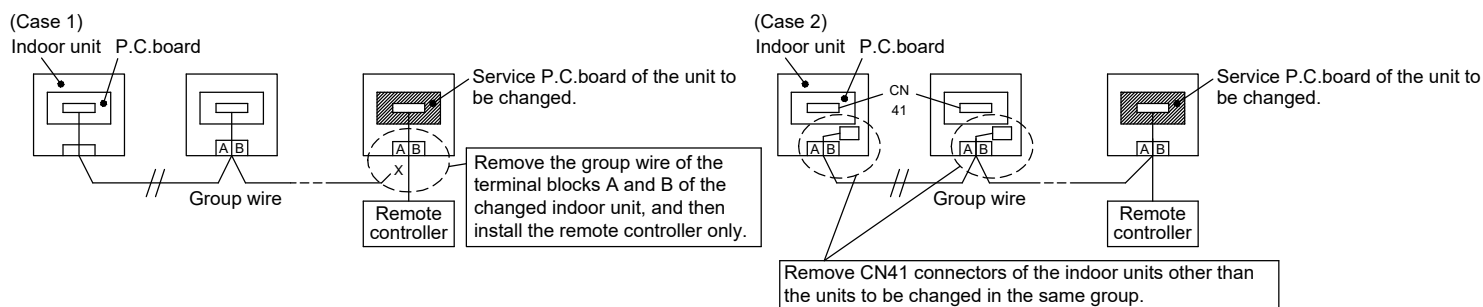 (Case 1)
Indoor unit P.C.board
Service P.C.board of the unit to
be changed.
A B
A B
X
Group wire
Remote
controller
Remove the group wire of the
terminal blocks A and B of the
changed indoor unit, and then
install the remote controller only.
(Case 2)
Indoor unit P.C.board
CN
41
Service P.C.board of the unit to
be changed.
A B
A B
A B
Group wire
Remote
controller
Remove CN41 connectors of the indoor units other than
the units to be changed in the same group.